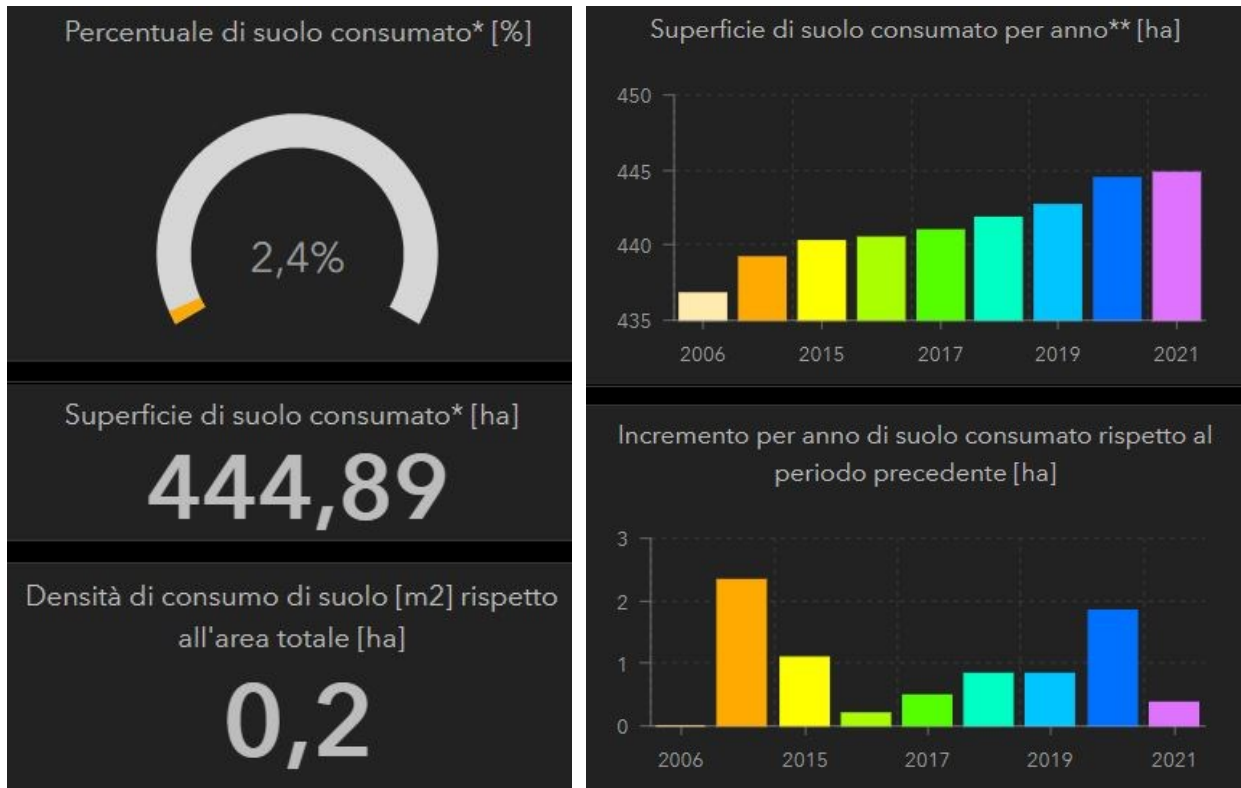 Percentuale di suolo consumato* [%]
2,4%
Superficie di suolo consumato* [ha]
444,89
Densità di consumo di suolo [m2] rispetto
all'area totale [ha]
0,2
Superficie di suolo consumato per anno** [ha]
450
445
440
435
2006 2015 2017 2019 2021
Incremento per anno di suolo consumato rispetto al
periodo precedente [ha]
3
2
1
0
2006 2015 2017 2019 2021